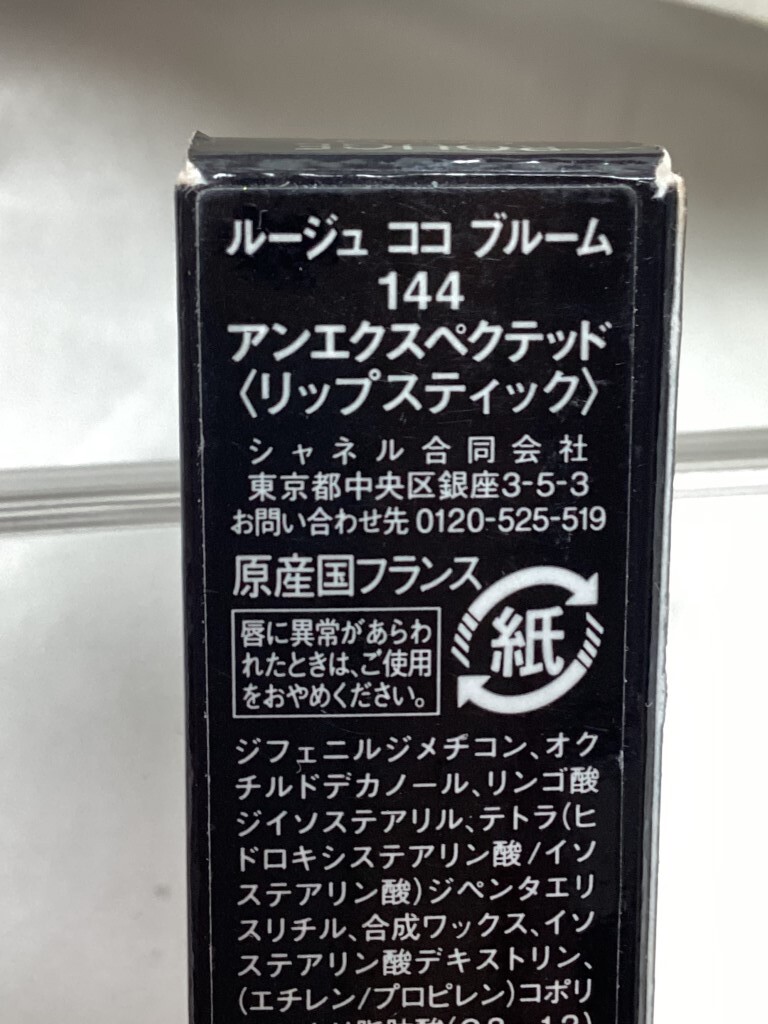 ROUGE
ルージュ ココ ブルーム
144
アンエクスペクテッド
〈リップスティック〉
シャネル合同会社
東京都中央区銀座3-5-3
お問い合わせ先 0120-525-519
原産国フランス
紙
唇に異常があらわ
れたときは、ご使用
をおやめください。
ジフェニルジメチコン、オク
チルドデカノール、リンゴ酸
ジイソステアリル、テトラ(ヒ
ドロキシステアリン酸/イソ
ステアリン酸)ジペンタエリ
スリチル、合成ワックス、イソ
ステアリン酸デキストリン、
(エチレン/プロピレン)コポリ